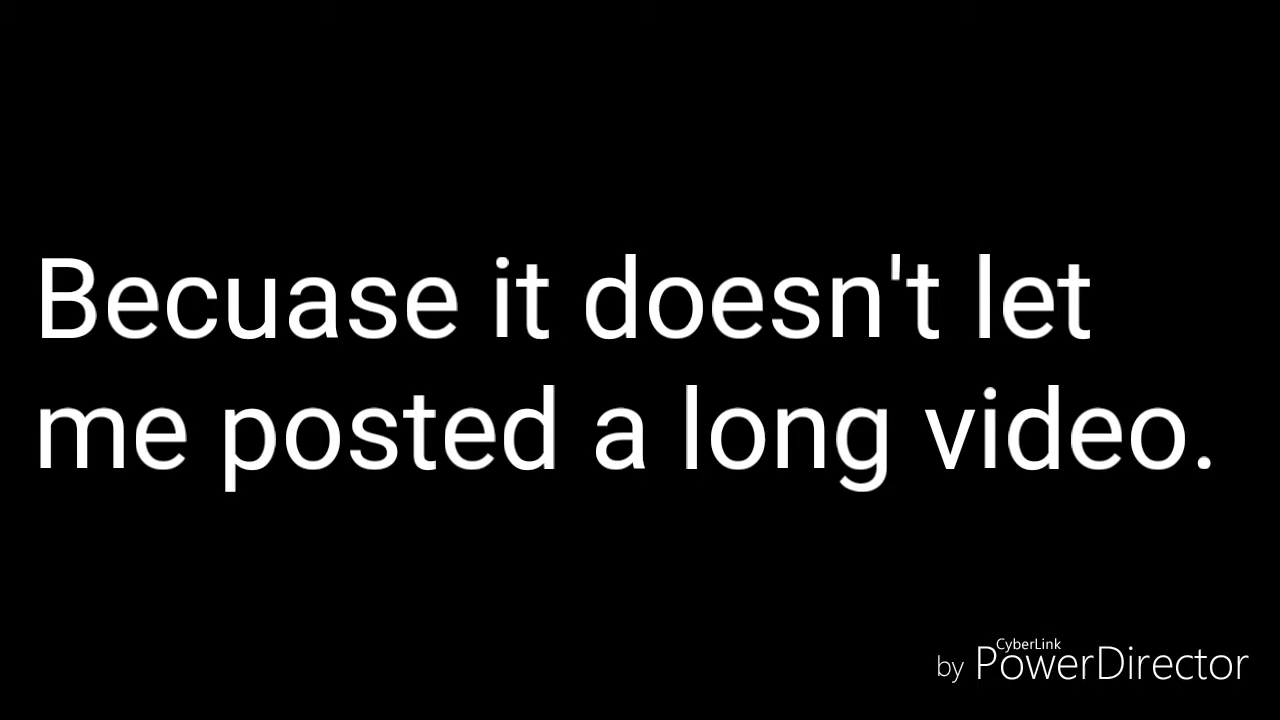 Becuase it doesn't let
me posted a long video.
CyberLink
by PowerDirector